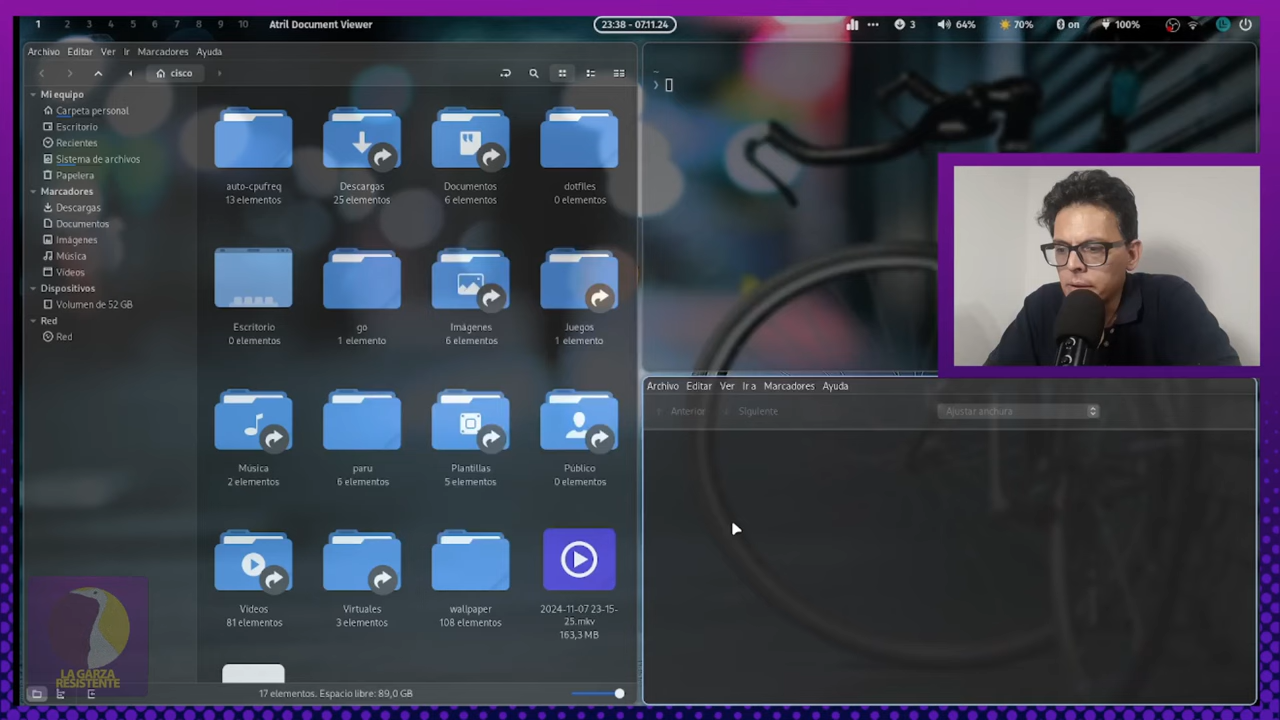 1 2 3 4 5 6 7 8 9 10 Atril Document Viewer 23:38 - 07.11.24 3 64% 70% on 100%
Archivo Editar Ver Ir Marcadores Ayuda
cisco
Mi equipo
Carpeta personal
Escritorio
Recientes
Sistema de archivos
Papelera
Marcadores
Descargas
Documentos
Imágenes
Música
Vídeos
Dispositivos
Volumen de 52 GB
Red
Red
auto-cpufreq Descargas Documentos dotfiles
13 elementos 25 elementos 6 elementos 0 elementos
Escritorio go Imágenes Juegos
0 elementos 1 elemento 6 elementos 1 elemento
Música paru Plantillas Público
2 elementos 6 elementos 5 elementos 0 elementos
Vídeos Virtuales wallpaper 2024-11-07 23-15-
81 elementos 3 elementos 108 elementos 25.mkv
163,3 MB
17 elementos. Espacio libre: 89,0 GB
LA GARZA
RESISTENTE
~
❯
Archivo Editar Ver Ir a Marcadores Ayuda
Anterior Siguiente Ajustar anchura